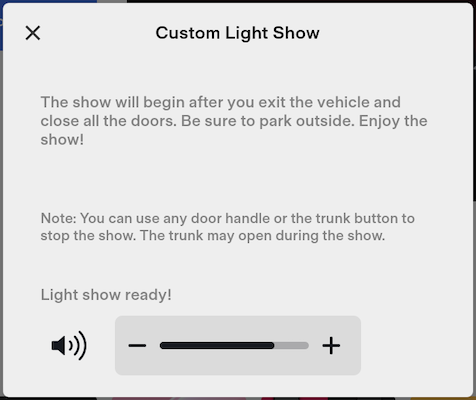 Custom Light Show
The show will begin after you exit the vehicle and
close all the doors. Be sure to park outside. Enjoy the
show!
Note: You can use any door handle or the trunk button to
stop the show. The trunk may open during the show.
Light show ready!